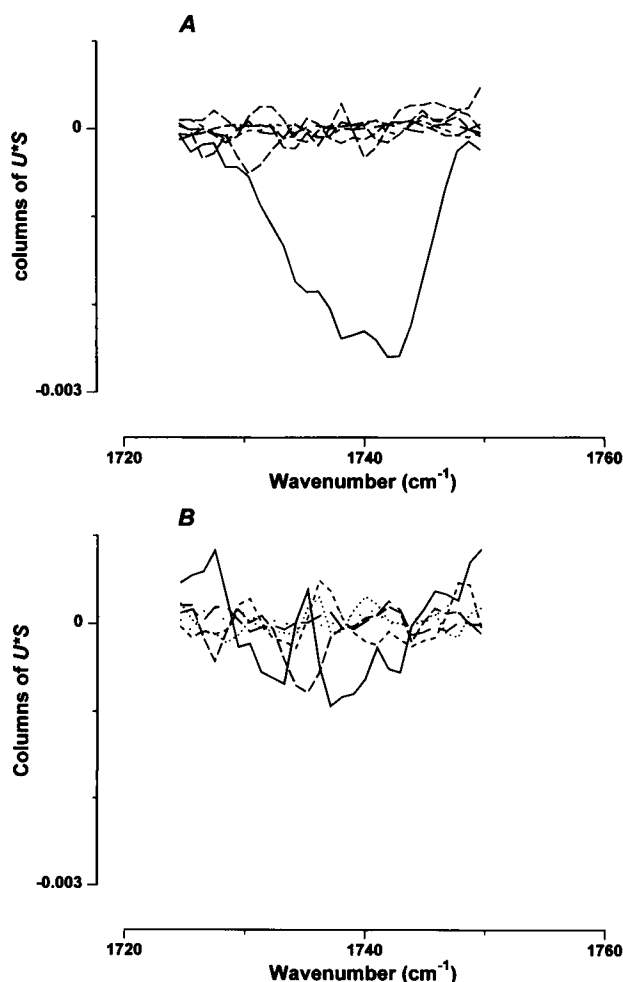 A
columns of U*S
0
-0.003
1720
1740
1760
Wavenumber (cm⁻¹)
B
Columns of U*S
0
-0.003
1720
1740
1760
Wavenumber (cm⁻¹)